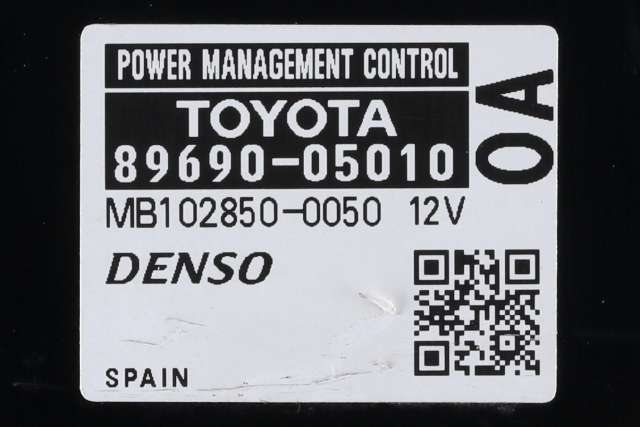 POWER MANAGEMENT CONTROL
TOYOTA
89690-05010
0A
MB102850-0050 12V
DENSO
SPAIN